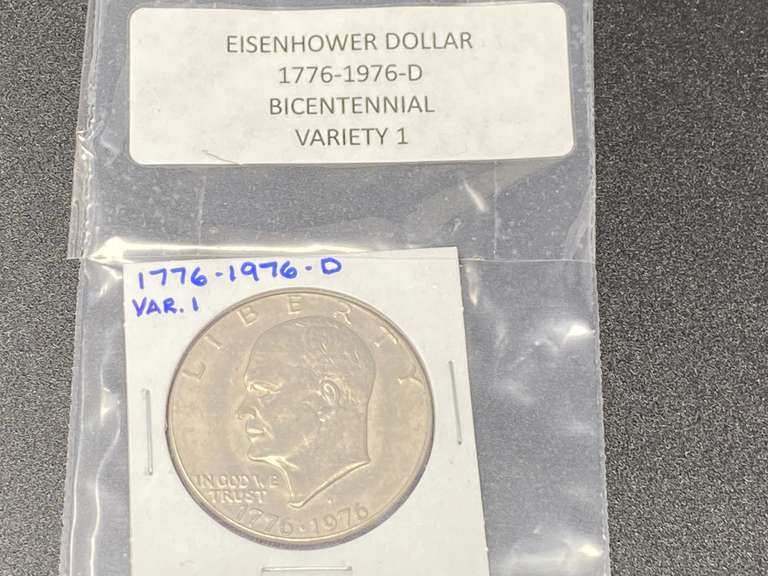 EISENHOWER DOLLAR
1776-1976-D
BICENTENNIAL
VARIETY 1
1776-1976-D
VAR. 1
LIBERTY
IN GOD WE
TRUST
1776·1976